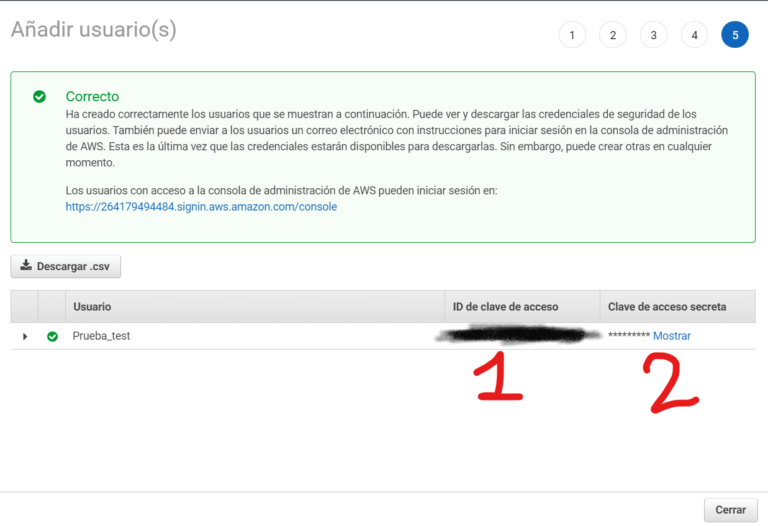 Añadir usuario(s)
1 2 3 4 5
Correcto
Ha creado correctamente los usuarios que se muestran a continuación. Puede ver y descargar las credenciales de seguridad de los
usuarios. También puede enviar a los usuarios un correo electrónico con instrucciones para iniciar sesión en la consola de administración
de AWS. Esta es la última vez que las credenciales estarán disponibles para descargarlas. Sin embargo, puede crear otras en cualquier
momento.
Los usuarios con acceso a la consola de administración de AWS pueden iniciar sesión en:
https://264179494484.signin.aws.amazon.com/console
Descargar .csv
Usuario ID de clave de acceso Clave de acceso secreta
Prueba_test ********* Mostrar
1 2
Cerrar